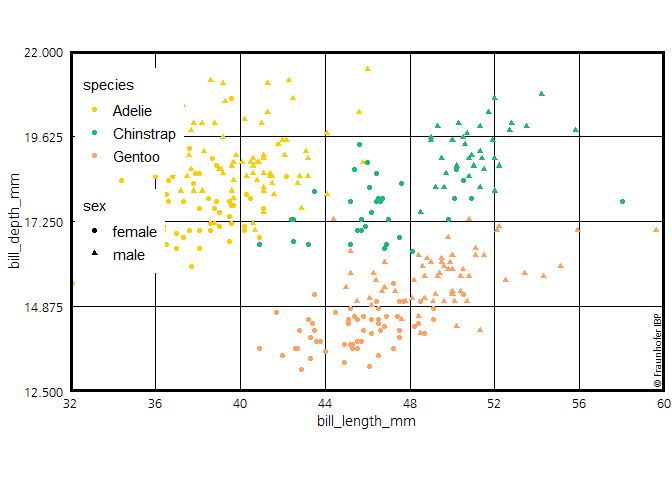 22.000
19.625
17.250
14.875
12.500
bill_depth_mm
species
Adelie
Chinstrap
Gentoo
sex
female
male
© Fraunhofer IBP
32
36
40
44
48
52
56
60
bill_length_mm